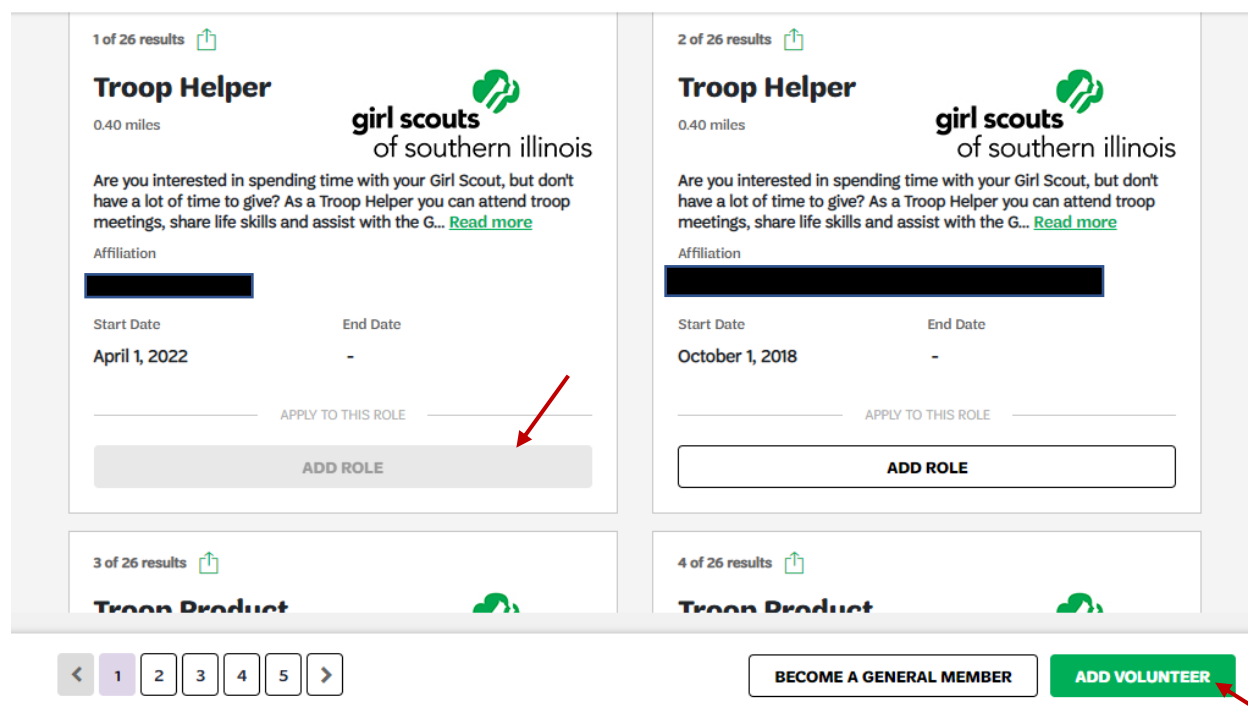 1 of 26 results
Troop Helper
0.40 miles
girl scouts
of southern illinois
Are you interested in spending time with your Girl Scout, but don't
have a lot of time to give? As a Troop Helper you can attend troop
meetings, share life skills and assist with the G... Read more
Affiliation
Start Date End Date
April 1, 2022 -
APPLY TO THIS ROLE
ADD ROLE
2 of 26 results
Troop Helper
0.40 miles
girl scouts
of southern illinois
Are you interested in spending time with your Girl Scout, but don't
have a lot of time to give? As a Troop Helper you can attend troop
meetings, share life skills and assist with the G... Read more
Affiliation
Start Date End Date
October 1, 2018 -
APPLY TO THIS ROLE
ADD ROLE
3 of 26 results
Troop Product
4 of 26 results
Troop Product
< 1 2 3 4 5 >
BECOME A GENERAL MEMBER
ADD VOLUNTEER